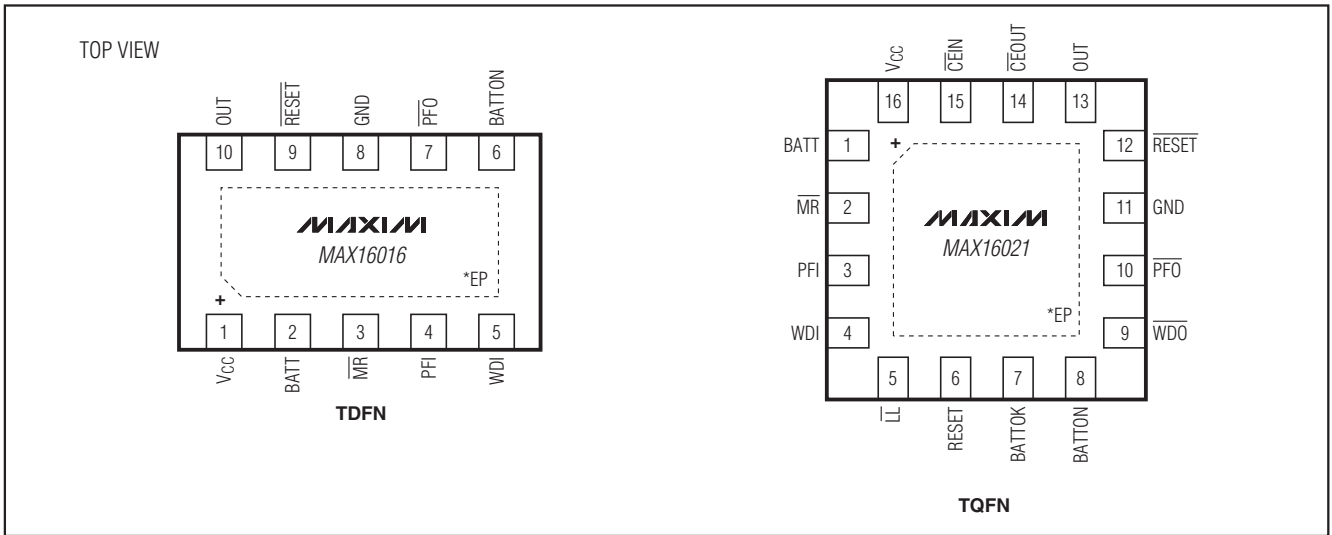 TOP VIEW
OUT RESET GND PFO BATTON
10 9 8 7 6
MAXIM
MAX16016
*EP
+
1 2 3 4 5
VCC BATT MR PFI WDI
TDFN
VCC CEIN CEOUT OUT
16 15 14 13
BATT 1 + 12 RESET
MR 2 11 GND
MAXIM
MAX16021
PFI 3 10 PFO
*EP
WDI 4 9 WDO
5 6 7 8
LL RESET BATTOK BATTON
TQFN